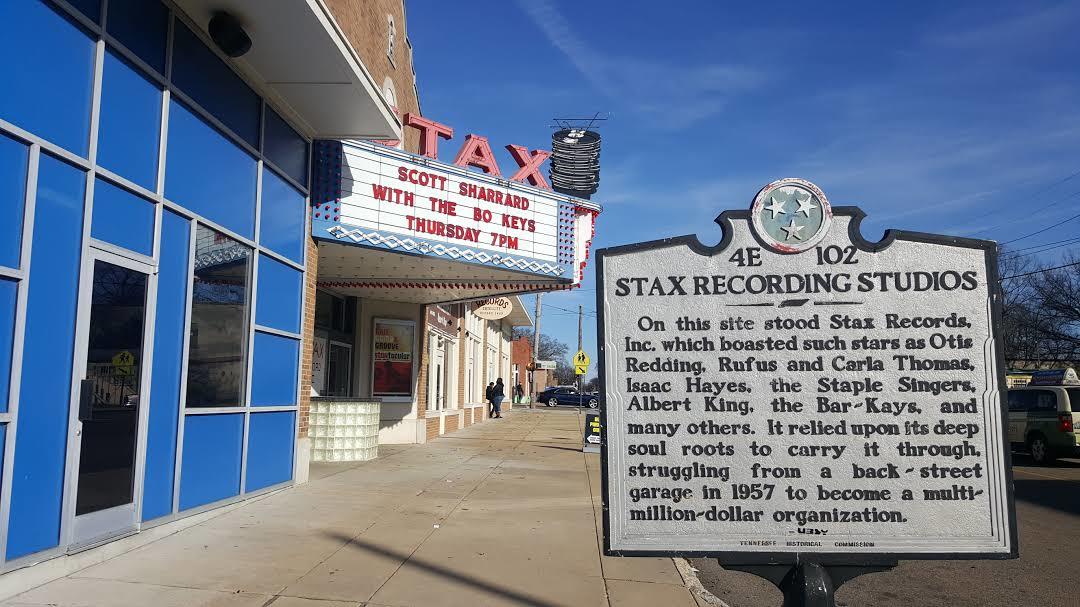 STAX
SCOTT SHARRARD
WITH THE BO KEYS
THURSDAY 7PM
RECORDS
4E 102
STAX RECORDING STUDIOS
On this site stood Stax Records,
Inc. which boasted such stars as Otis
Redding, Rufus and Carla Thomas,
Isaac Hayes, the Staple Singers,
Albert King, the Bar-Kays, and
many others. It relied upon its deep
soul roots to carry it through,
struggling from a back-street
garage in 1957 to become a multi-
million-dollar organization.
TENNESSEE HISTORICAL COMMISSION